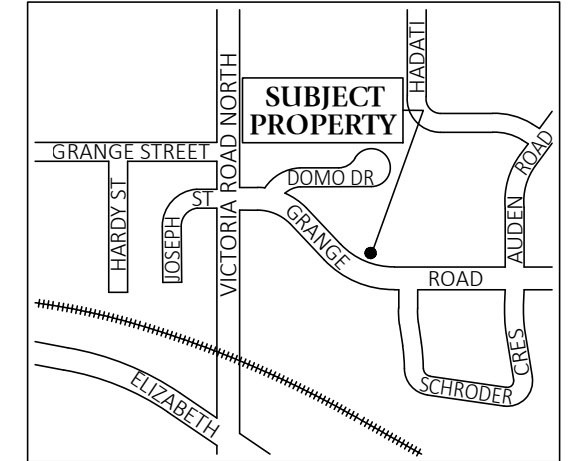 HADATI
SUBJECT
PROPERTY
VICTORIA ROAD NORTH
GRANGE STREET
ROAD
DOMO DR
HARDY ST
ST
JOSEPH
GRANGE
AUDEN
ROAD
CRES
SCHRODER
ELIZABETH